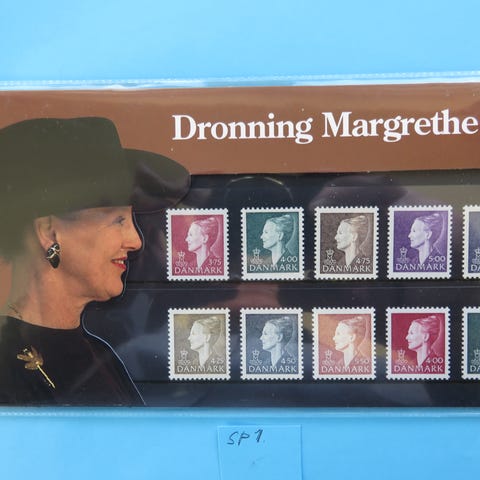 Dronning Margrethe
3.75
DANMARK
4.00
DANMARK
4.75
DANMARK
5.00
DANMARK
4.25
DANMARK
4.50
DANMARK
5.50
DANMARK
4.00
DANMARK
SP1.